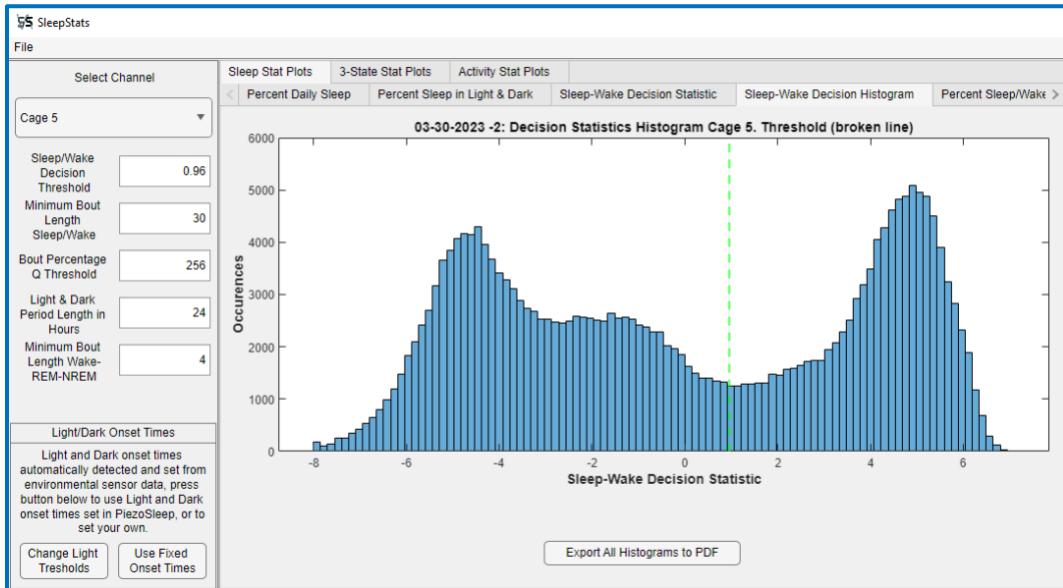 SleepStats
File
Select Channel
Cage 5
Sleep/Wake
Decision
Threshold
0.96
Minimum Bout
Length
Sleep/Wake
30
Bout Percentage
Q Threshold
256
Light & Dark
Period Length in
Hours
24
Minimum Bout
Length Wake-
REM-NREM
4
Light/Dark Onset Times
Light and Dark onset times
automatically detected and set from
environmental sensor data, press
button below to use Light and Dark
onset times set in PiezoSleep, or to
set your own.
Change Light
Tresholds
Use Fixed
Onset Times
Sleep Stat Plots 3-State Stat Plots Activity Stat Plots
Percent Daily Sleep Percent Sleep in Light & Dark Sleep-Wake Decision Statistic Sleep-Wake Decision Histogram Percent Sleep/Wake
03-30-2023 -2: Decision Statistics Histogram Cage 5. Threshold (broken line)
Occurences
6000
5000
4000
3000
2000
1000
0
-8 -6 -4 -2 0 2 4 6
Sleep-Wake Decision Statistic
Export All Histograms to PDF